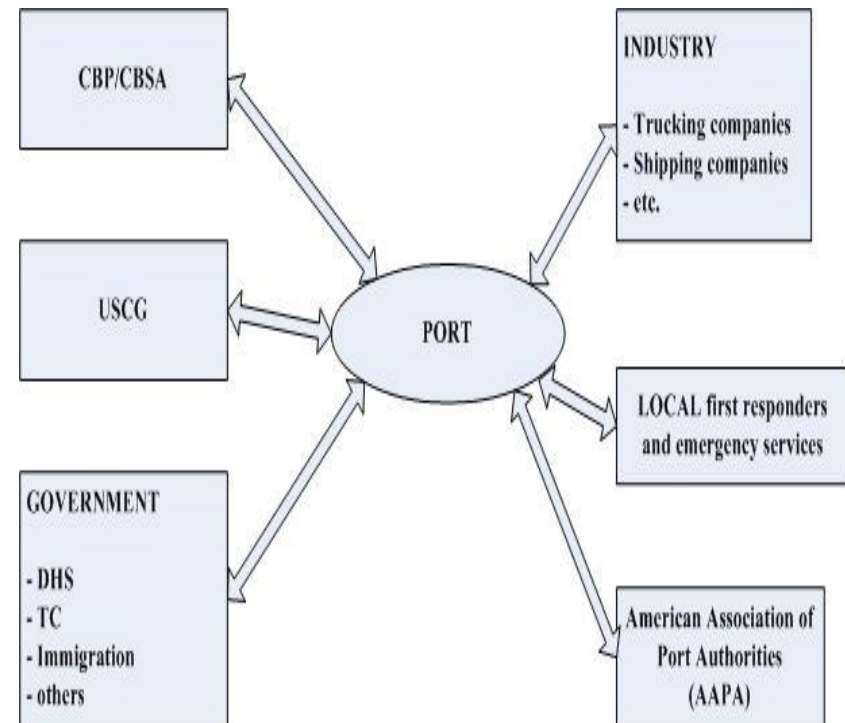 CBP/CBSA
USCG
GOVERNMENT
- DHS
- TC
- Immigration
- others
PORT
INDUSTRY
- Trucking companies
- Shipping companies
- etc.
LOCAL first responders
and emergency services
American Association of
Port Authorities
(AAPA)